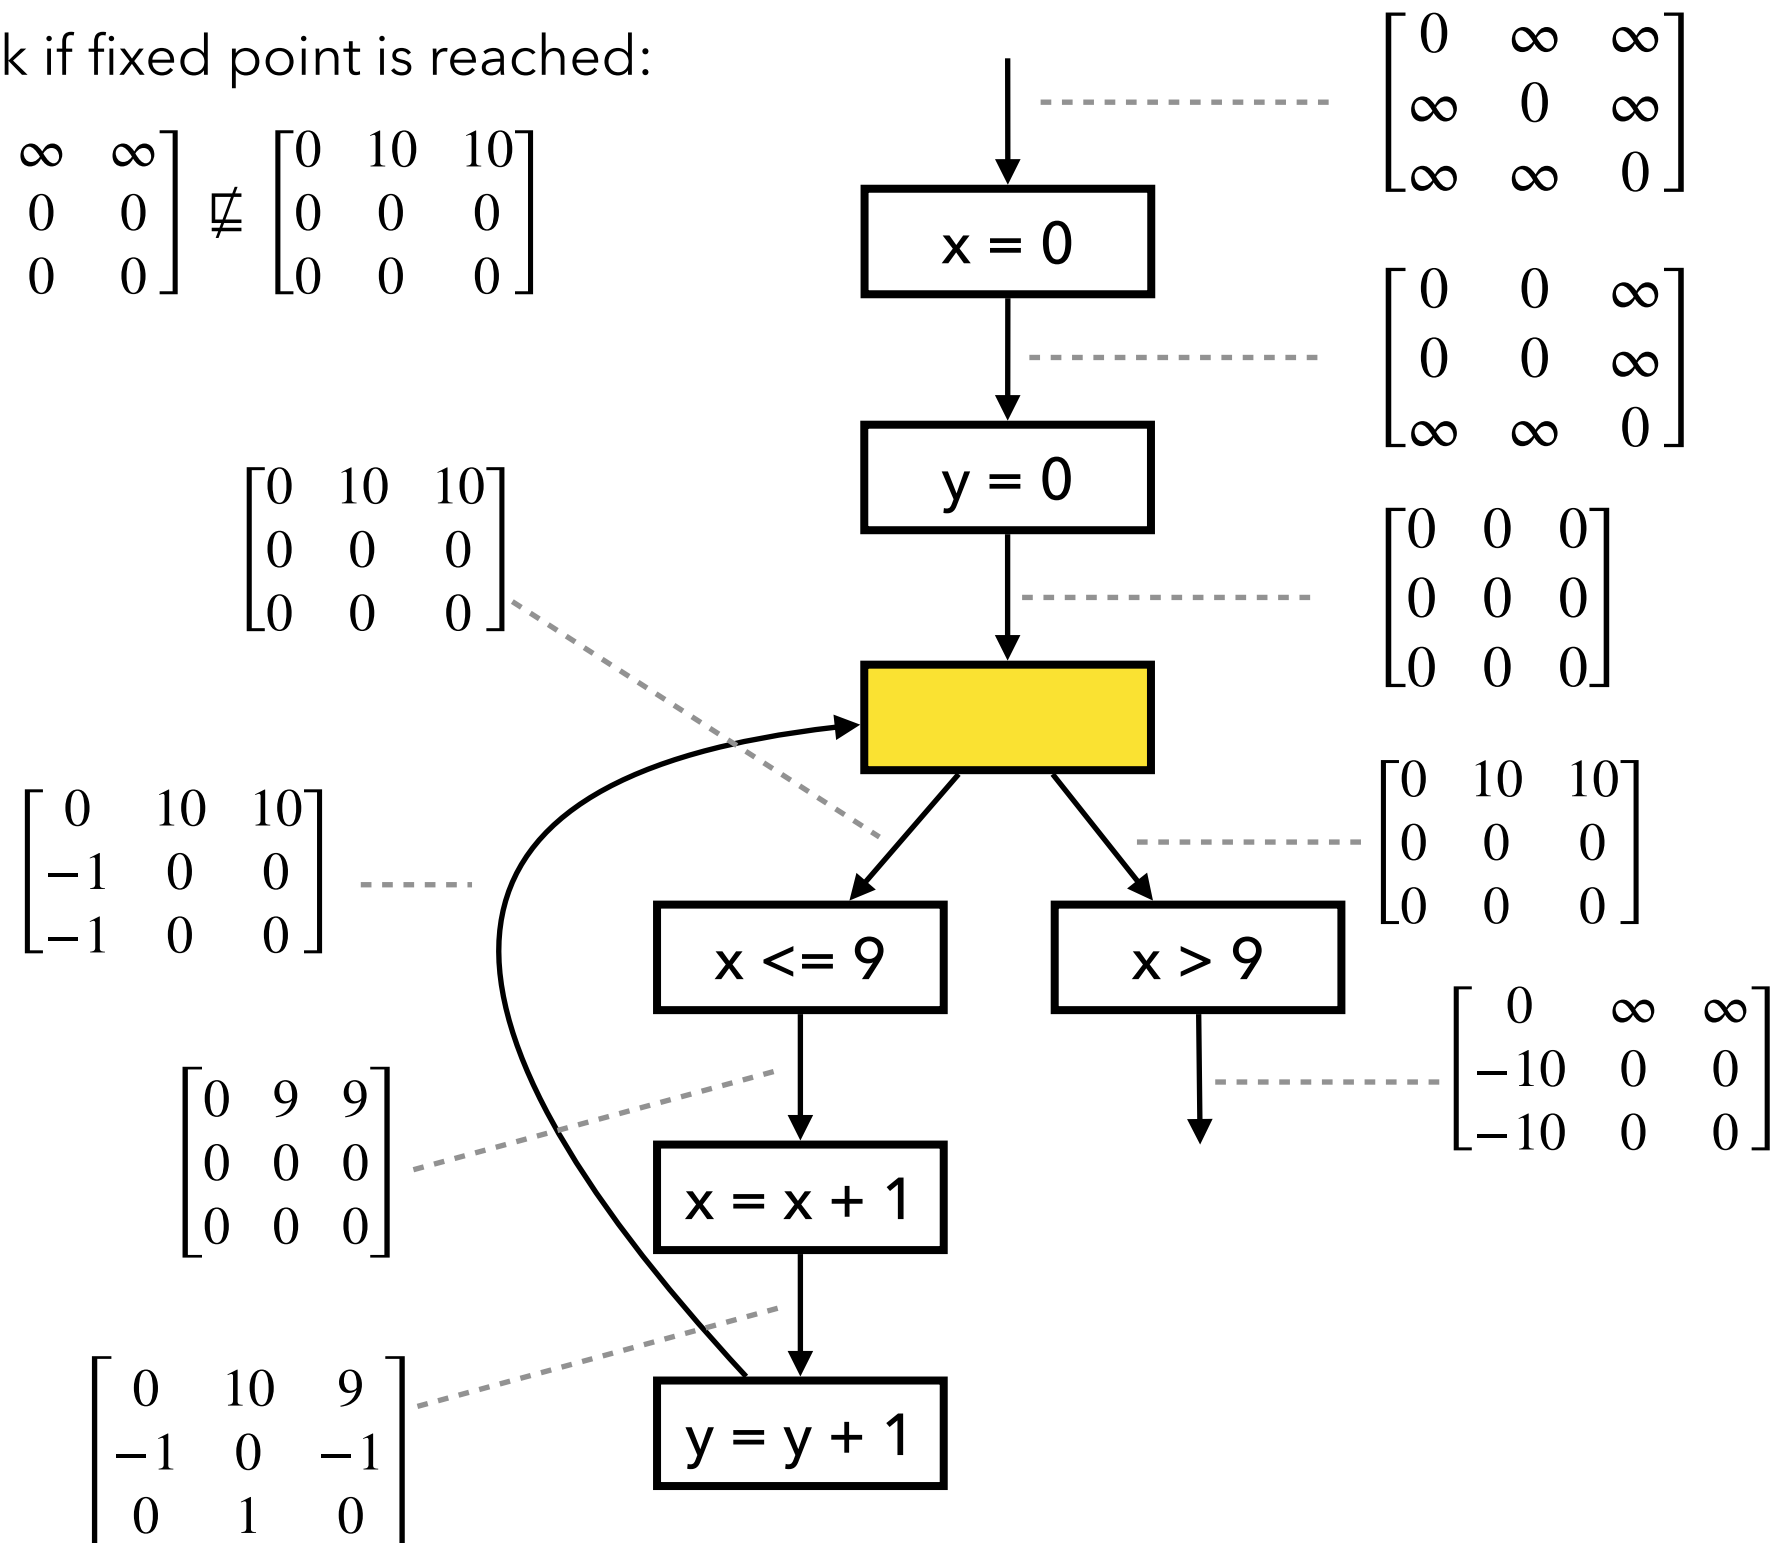 k if fixed point is reached:
∞ ∞
0 0
0 0
⋢
0 10 10
0 0 0
0 0 0
0 ∞ ∞
∞ 0 ∞
∞ ∞ 0
x = 0
0 0 ∞
0 0 ∞
∞ ∞ 0
y = 0
0 10 10
0 0 0
0 0 0
0 0 0
0 0 0
0 0 0
0 10 10
−1 0 0
−1 0 0
0 10 10
0 0 0
0 0 0
x <= 9
x > 9
0 ∞ ∞
−10 0 0
−10 0 0
0 9 9
0 0 0
0 0 0
x = x + 1
0 10 9
−1 0 −1
0 1 0
y = y + 1